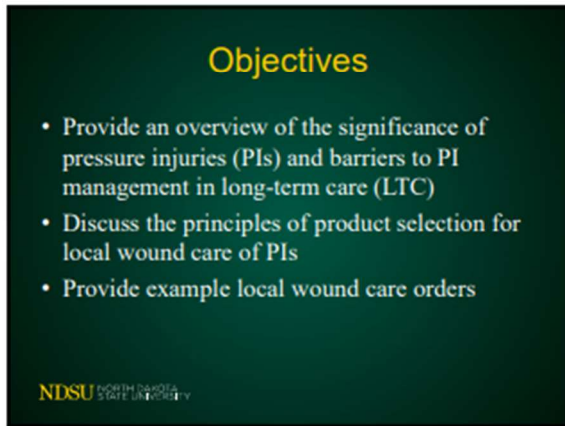 Objectives
• Provide an overview of the significance of
pressure injuries (PIs) and barriers to PI
management in long-term care (LTC)
• Discuss the principles of product selection for
local wound care of PIs
• Provide example local wound care orders
NDSU NORTH DAKOTA
STATE UNIVERSITY